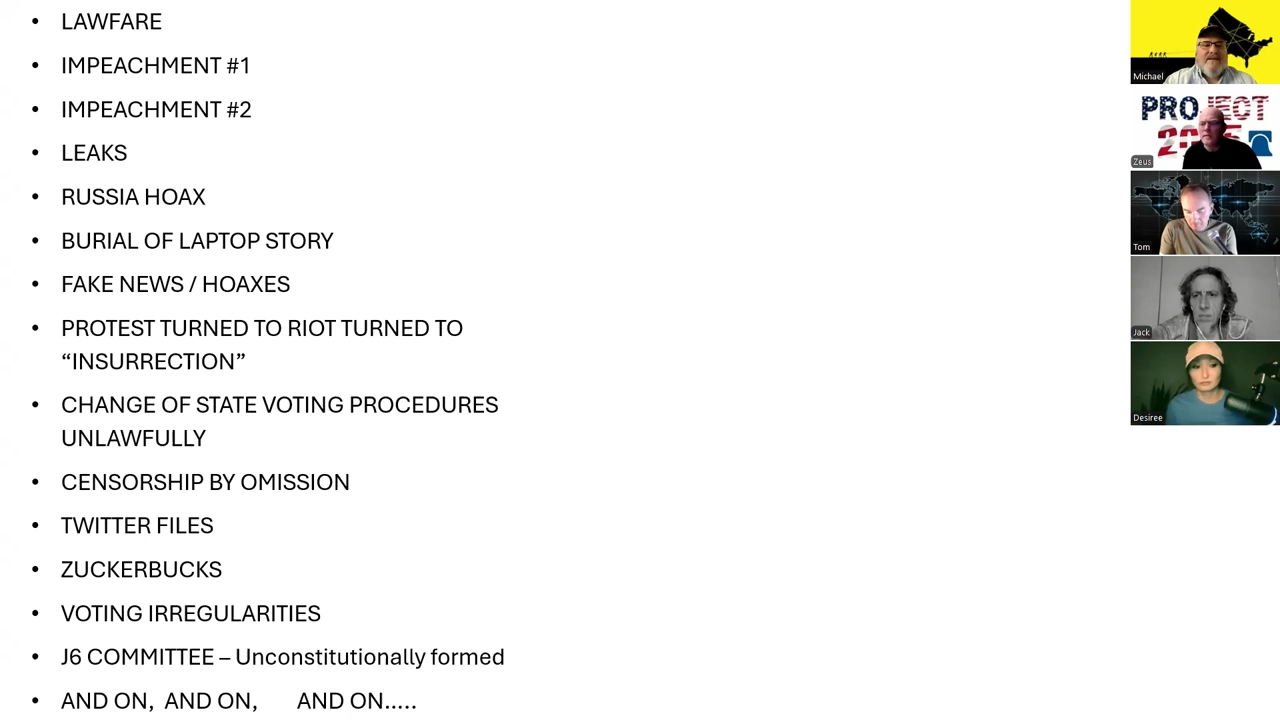 • LAWFARE
• IMPEACHMENT #1
• IMPEACHMENT #2
• LEAKS
• RUSSIA HOAX
• BURIAL OF LAPTOP STORY
• FAKE NEWS / HOAXES
• PROTEST TURNED TO RIOT TURNED TO
“INSURRECTION”
• CHANGE OF STATE VOTING PROCEDURES
UNLAWFULLY
• CENSORSHIP BY OMISSION
• TWITTER FILES
• ZUCKERBUCKS
• VOTING IRREGULARITIES
• J6 COMMITTEE – Unconstitutionally formed
• AND ON, AND ON, AND ON.....
Michael
PROJECT
Zeus
Tom
Jack
Desiree